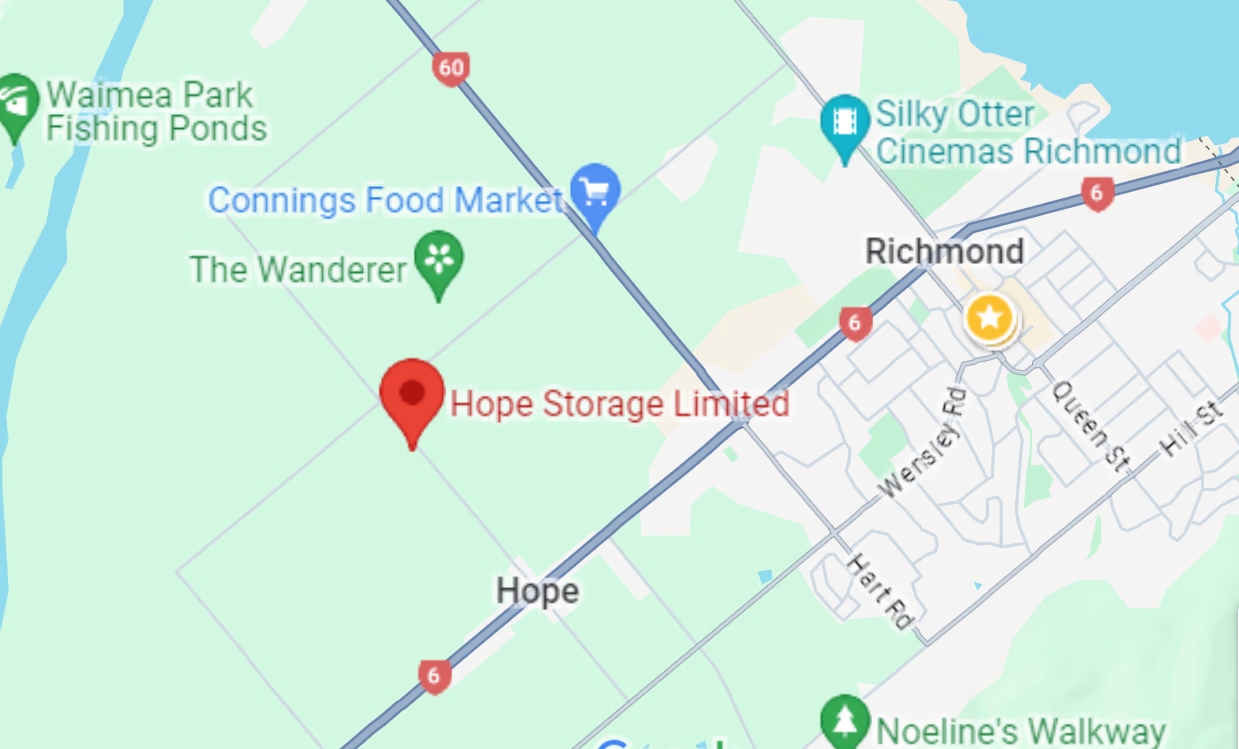 60
Waimea Park
Fishing Ponds
Silky Otter
Cinemas Richmond
6
Connings Food Market
Richmond
The Wanderer
6
Hope Storage Limited
Wensley Rd
Queen St
Hill St
Hope
Hart Rd
6
Noeline's Walkway